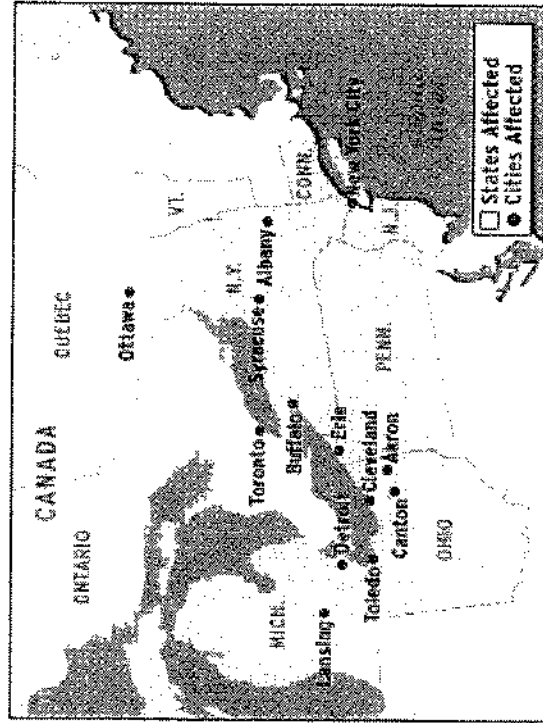 CANADA
QUEBEC
ONTARIO
Ottawa
VT.
Toronto
N.Y.
Syracuse
Albany
Buffalo
CONN.
MICH.
Lansing
Detroit
Erie
New York City
Toledo
Cleveland
PENN.
N.J.
Canton
Akron
OHIO
States Affected
Cities Affected